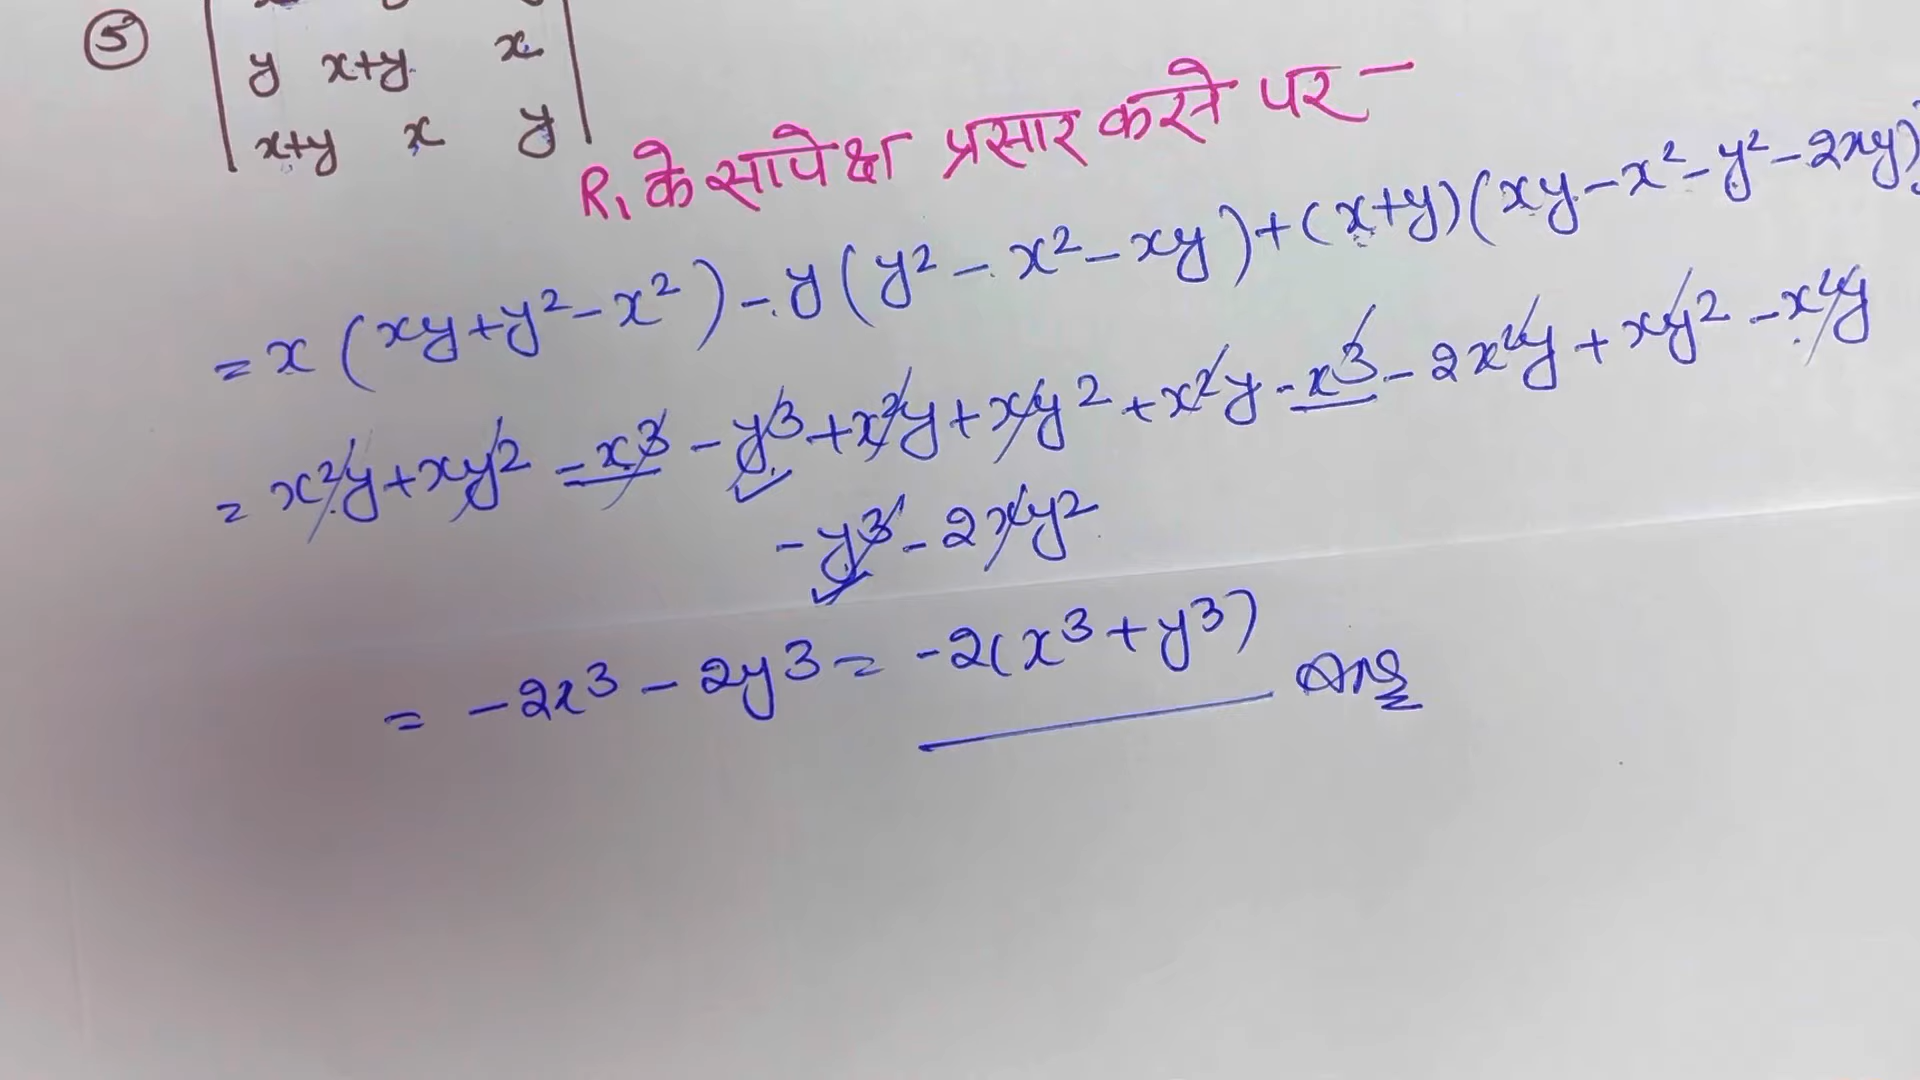 ⑤
y x+y x
x+y x y
R₁ के सापेक्ष प्रसार करने पर -
= x (xy+y²-x²) - y (y² - x² - xy) + (x+y) (xy - x² - y² - 2xy)
= x²y + xy² - x³ - y³ + x²y + xy² + x²y - x³ - 2x²y + xy² - x²y
- y³ - 2xy²
= -2x³ - 2y³ = -2(x³ + y³) Ans